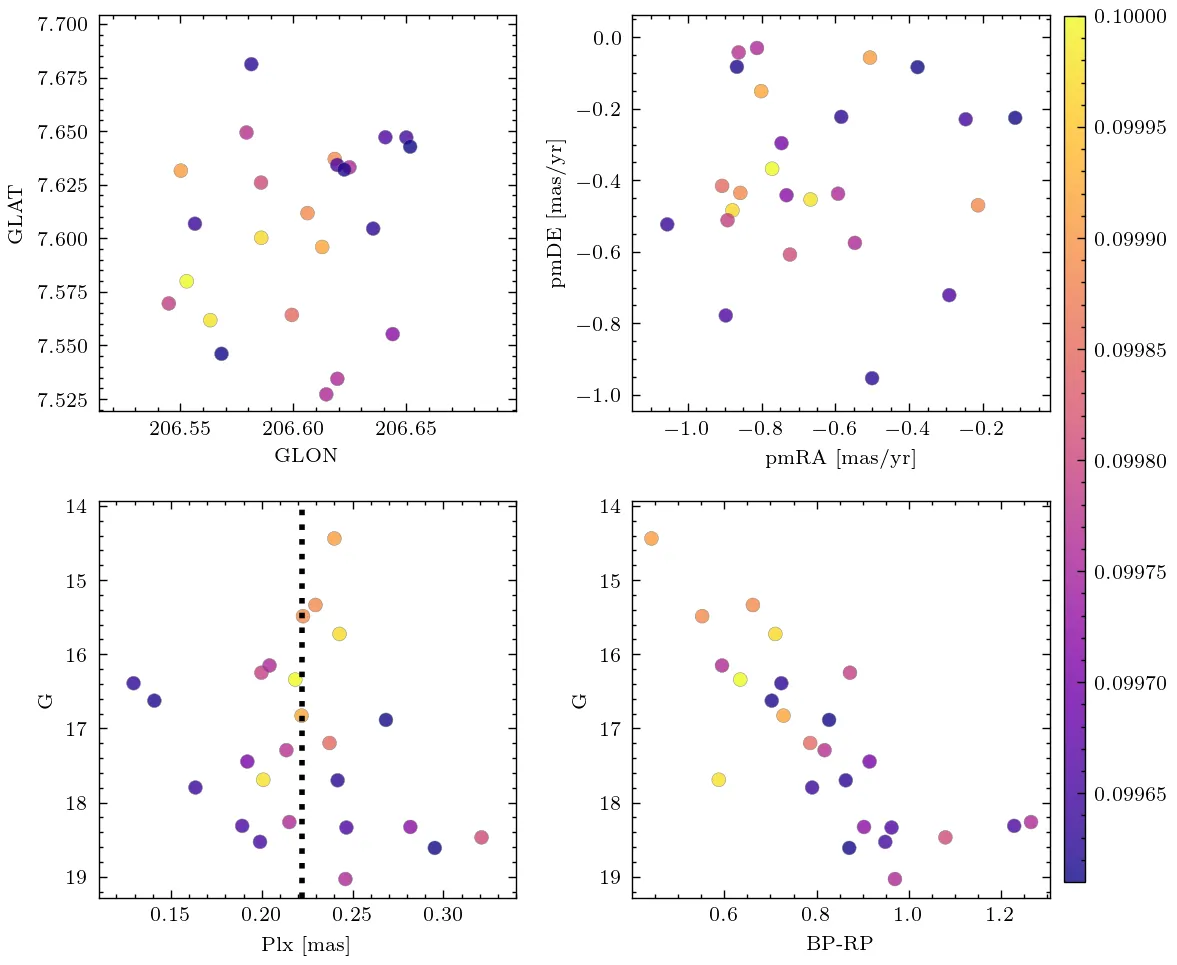 7.700
7.675
7.650
7.625
7.600
7.575
7.550
7.525
GLAT
206.55 206.60 206.65
GLON
0.0
−0.2
−0.4
−0.6
−0.8
−1.0
pmDE [mas/yr]
−1.0 −0.8 −0.6 −0.4 −0.2
pmRA [mas/yr]
14
15
16
17
18
19
G
0.15 0.20 0.25 0.30
Plx [mas]
14
15
16
17
18
19
G
0.6 0.8 1.0 1.2
BP-RP
0.10000
0.09995
0.09990
0.09985
0.09980
0.09975
0.09970
0.09965